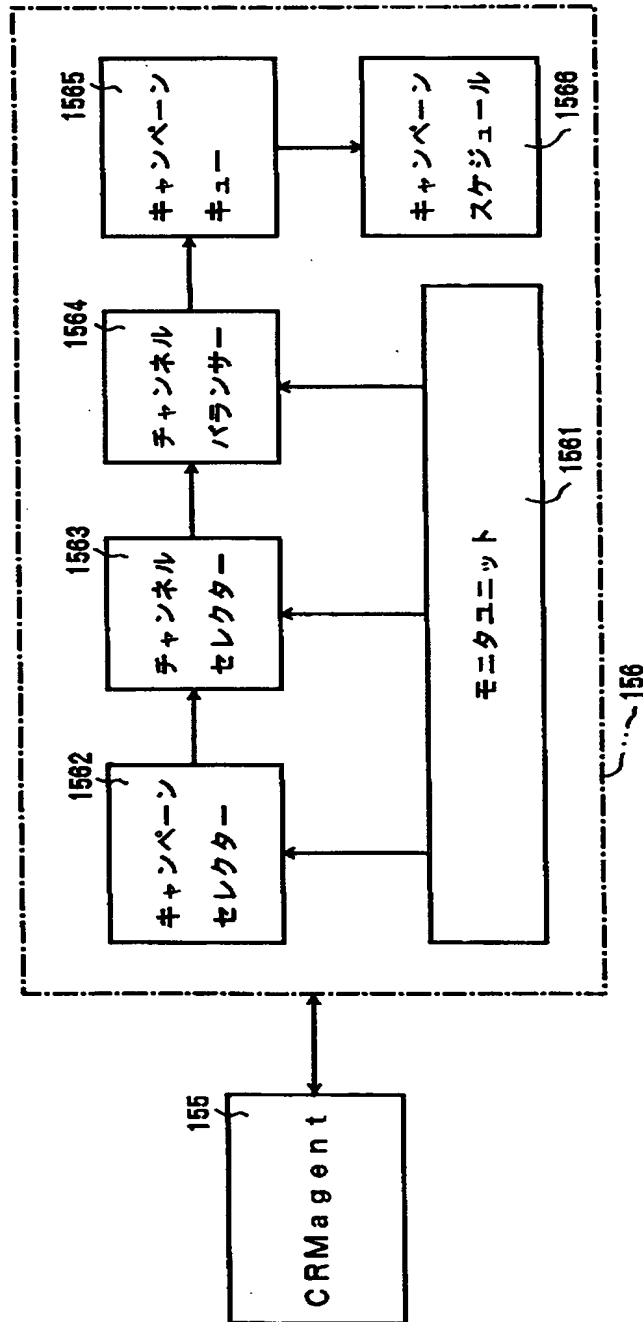 155
CRMagent
1562
キャンペーン
セレクター
1563
チャンネル
セレクター
1564
チャンネル
バランサー
1565
キャンペーン
キュー
キャンペーン
スケジュール
1566
モニタユニット
1561
156